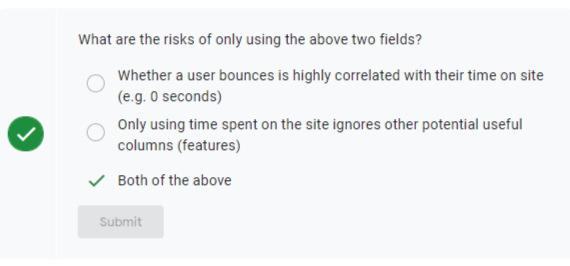 What are the risks of only using the above two fields?
Whether a user bounces is highly correlated with their time on site
(e.g. 0 seconds)
Only using time spent on the site ignores other potential useful
columns (features)
Both of the above
Submit